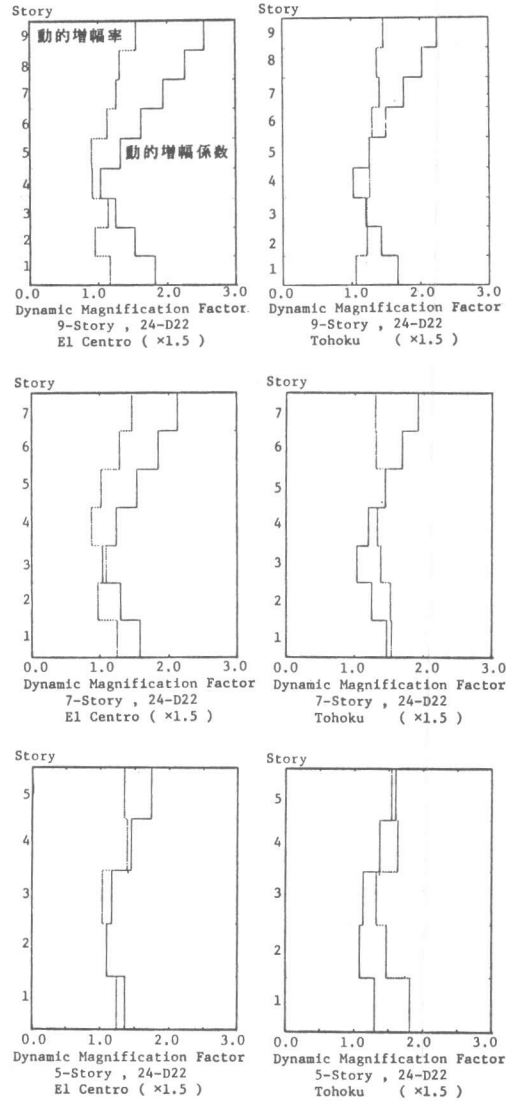 Story
Story
9
動的増幅率
8
7
6
5
動的増幅係数
4
3
2
1
0.0 1.0 2.0 3.0
Dynamic Magnification Factor.
9-Story , 24-D22
El Centro ( ×1.5 )
9
8
7
6
5
4
3
2
1
0.0 1.0 2.0 3.0
Dynamic Magnification Factor
9-Story , 24-D22
Tohoku ( ×1.5 )
Story
7
6
5
4
3
2
1
0.0 1.0 2.0 3.0
Dynamic Magnification Factor
7-Story , 24-D22
El Centro ( ×1.5 )
Story
7
6
5
4
3
2
1
0.0 1.0 2.0 3.0
Dynamic Magnification Factor
7-Story , 24-D22
Tohoku ( ×1.5 )
Story
5
4
3
2
1
0.0 1.0 2.0 3.0
Dynamic Magnification Factor
5-Story , 24-D22
El Centro ( ×1.5 )
Story
5
4
3
2
1
0.0 1.0 2.0 3.0
Dynamic Magnification Factor
5-Story , 24-D22
Tohoku ( ×1.5 )